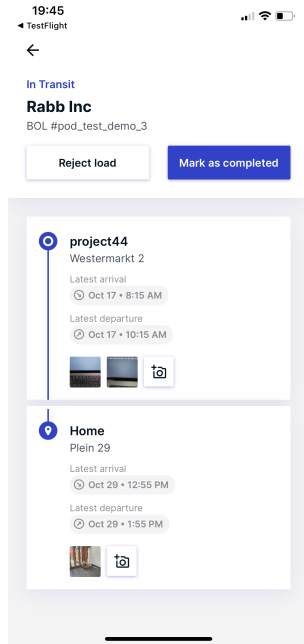 19:45
TestFlight
In Transit
Rabb Inc
BOL #pod_test_demo_3
Reject load
Mark as completed
project44
Westermarkt 2
Latest arrival
Oct 17 • 8:15 AM
Latest departure
Oct 17 • 10:15 AM
Home
Plein 29
Latest arrival
Oct 29 • 12:55 PM
Latest departure
Oct 29 • 1:55 PM